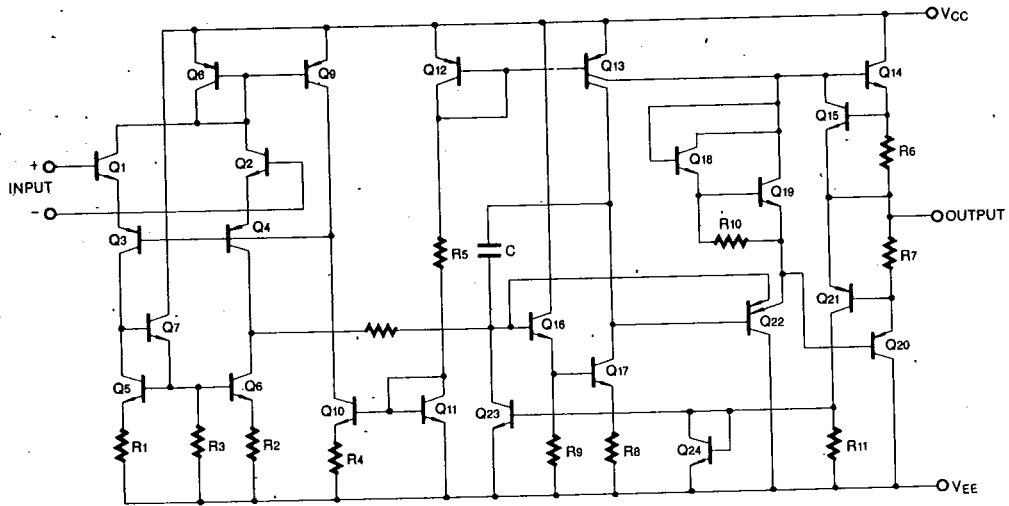 VCC
Q8
Q9
Q12
Q13
Q14
Q15
+
Q1
Q2
Q18
R6
INPUT
Q19
-
Q3
Q4
OUTPUT
R10
R5
C
R7
Q21
Q7
Q16
Q22
Q20
Q5
Q6
Q17
Q10
Q11
Q23
R1
R3
R2
R4
R9
R8
Q24
R11
VEE